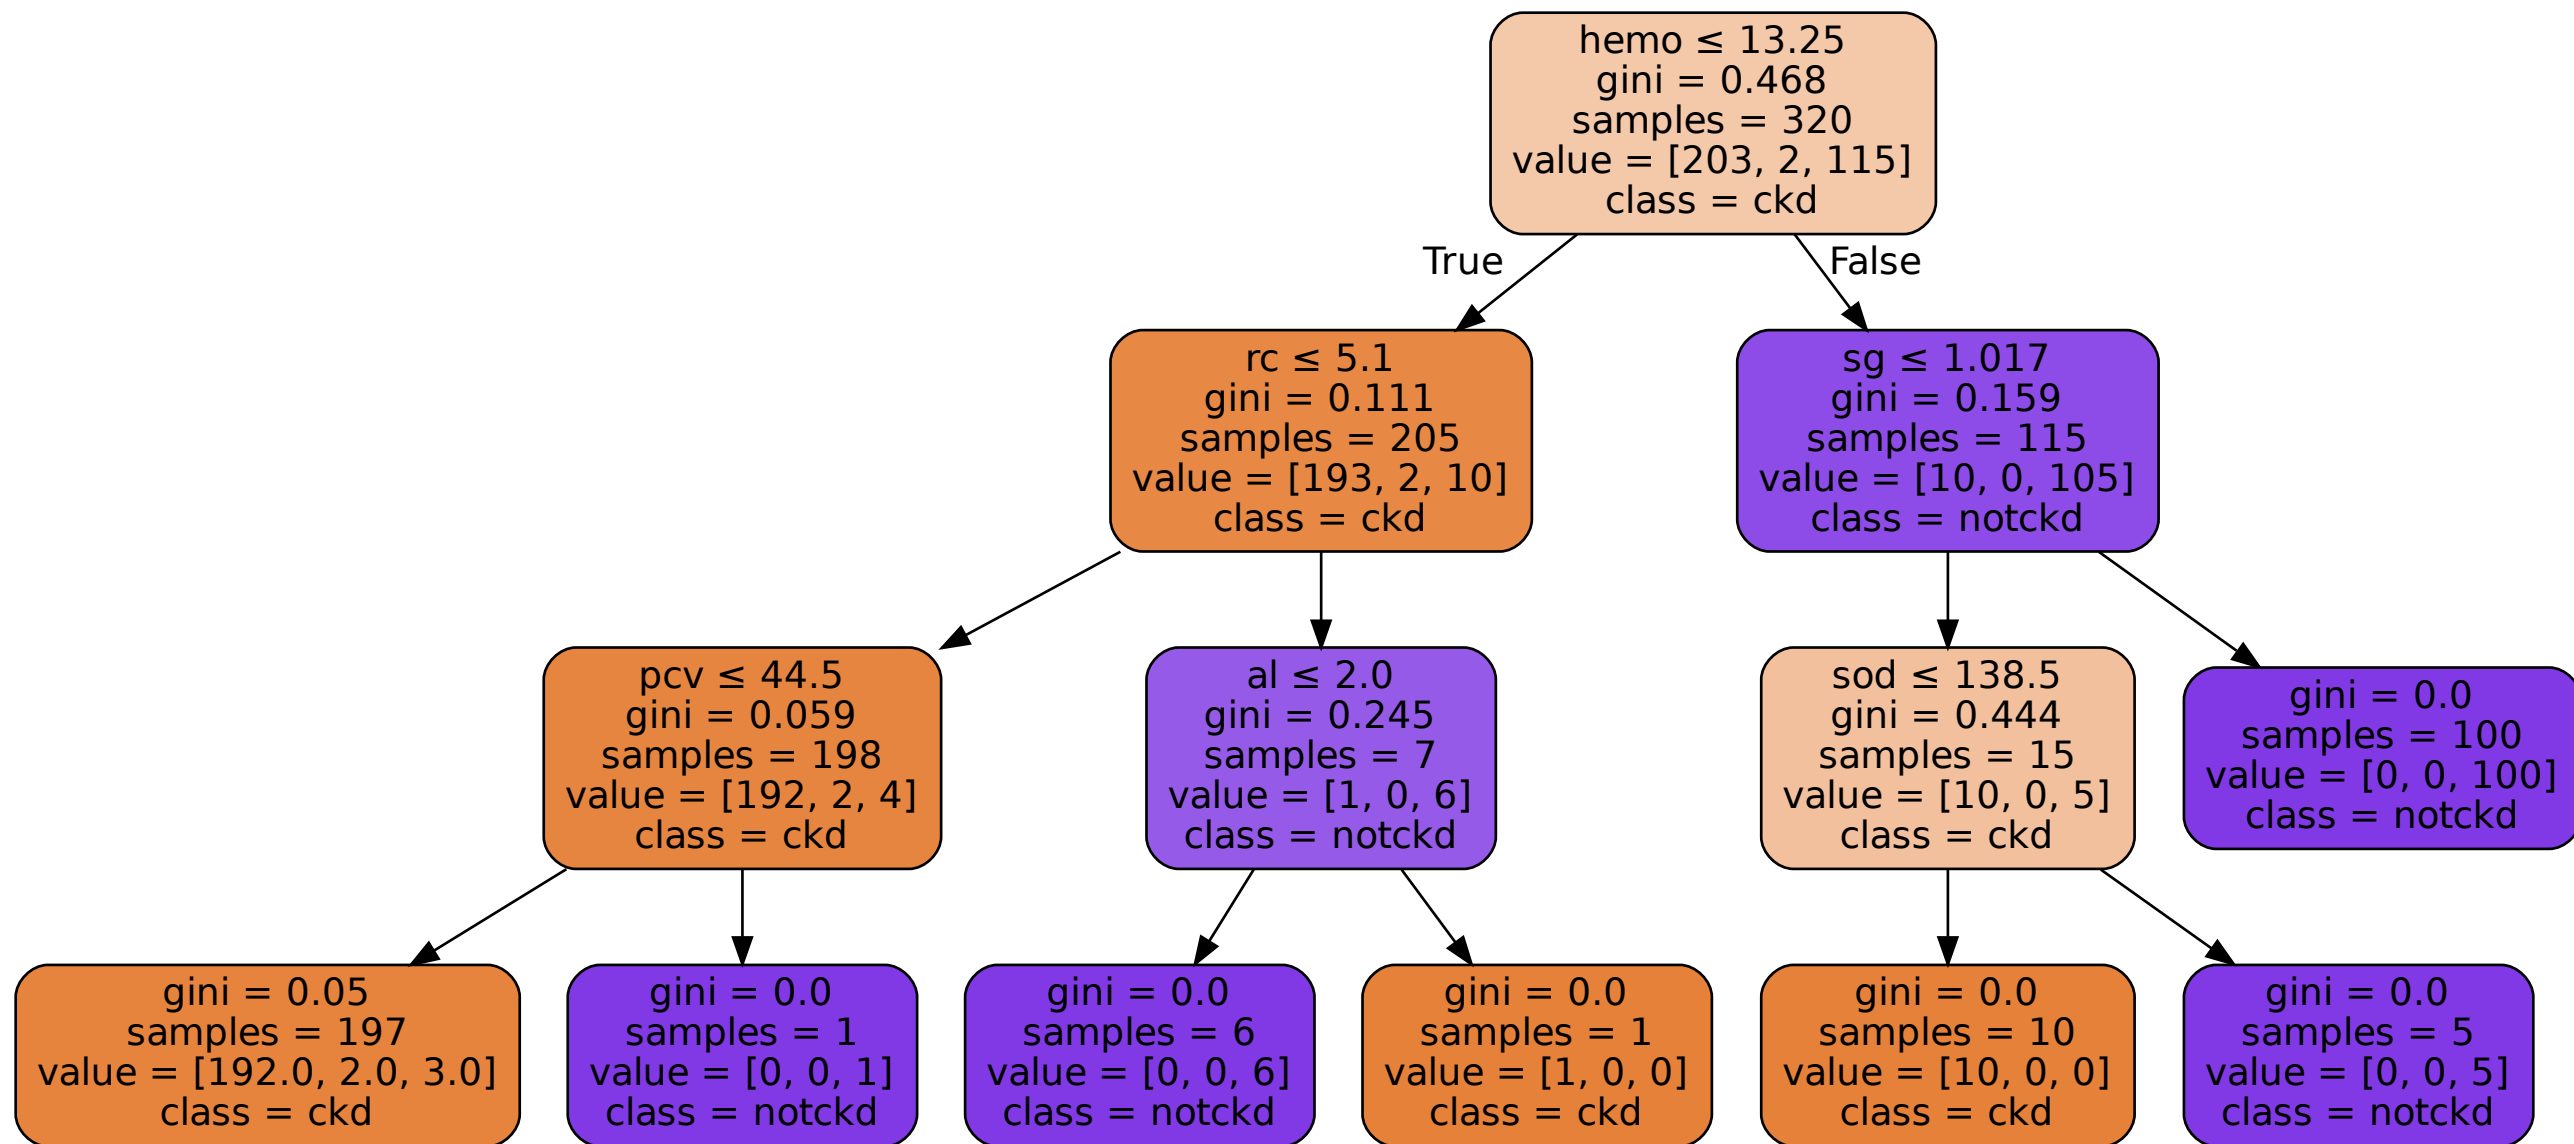 hemo ≤ 13.25
gini = 0.468
samples = 320
value = [203, 2, 115]
class = ckd
True
False
rc ≤ 5.1
gini = 0.111
samples = 205
value = [193, 2, 10]
class = ckd
sg ≤ 1.017
gini = 0.159
samples = 115
value = [10, 0, 105]
class = notckd
pcv ≤ 44.5
gini = 0.059
samples = 198
value = [192, 2, 4]
class = ckd
al ≤ 2.0
gini = 0.245
samples = 7
value = [1, 0, 6]
class = notckd
sod ≤ 138.5
gini = 0.444
samples = 15
value = [10, 0, 5]
class = ckd
gini = 0.0
samples = 100
value = [0, 0, 100]
class = notckd
gini = 0.05
samples = 197
value = [192.0, 2.0, 3.0]
class = ckd
gini = 0.0
samples = 1
value = [0, 0, 1]
class = notckd
gini = 0.0
samples = 6
value = [0, 0, 6]
class = notckd
gini = 0.0
samples = 1
value = [1, 0, 0]
class = ckd
gini = 0.0
samples = 10
value = [10, 0, 0]
class = ckd
gini = 0.0
samples = 5
value = [0, 0, 5]
class = notckd